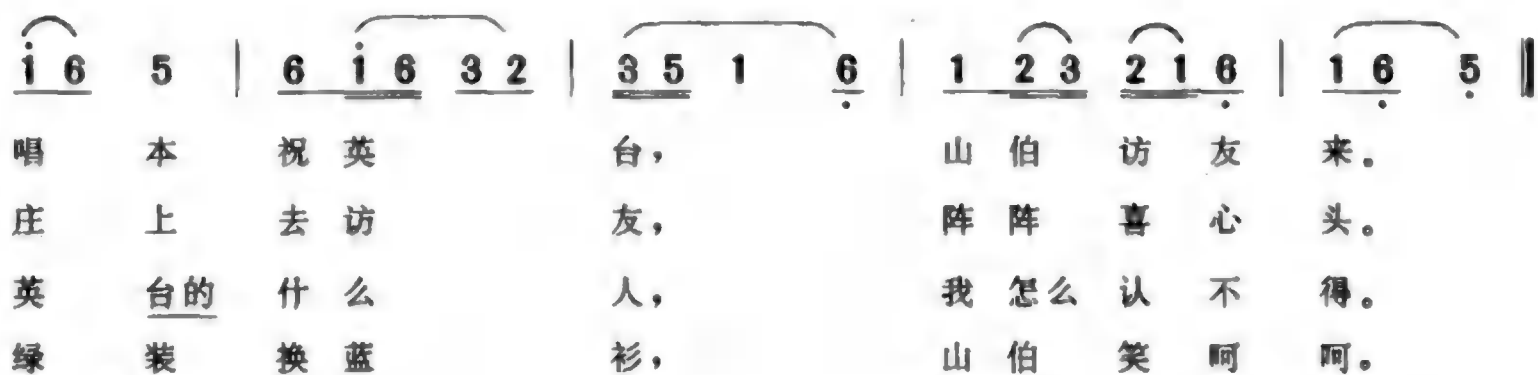 i 6 5 | 6 i 6 3 2 | 3 5 1 6 | 1 2 3 2 1 6 | 1 6 5 ‖
唱 本 祝 英 台， 山 伯 访 友 来。
庄 上 去 访 友， 阵 阵 喜 心 头。
英 台的 什 么 人， 我 怎么 认 不 得。
绿 装 换 蓝 衫， 山 伯 笑 呵 呵。